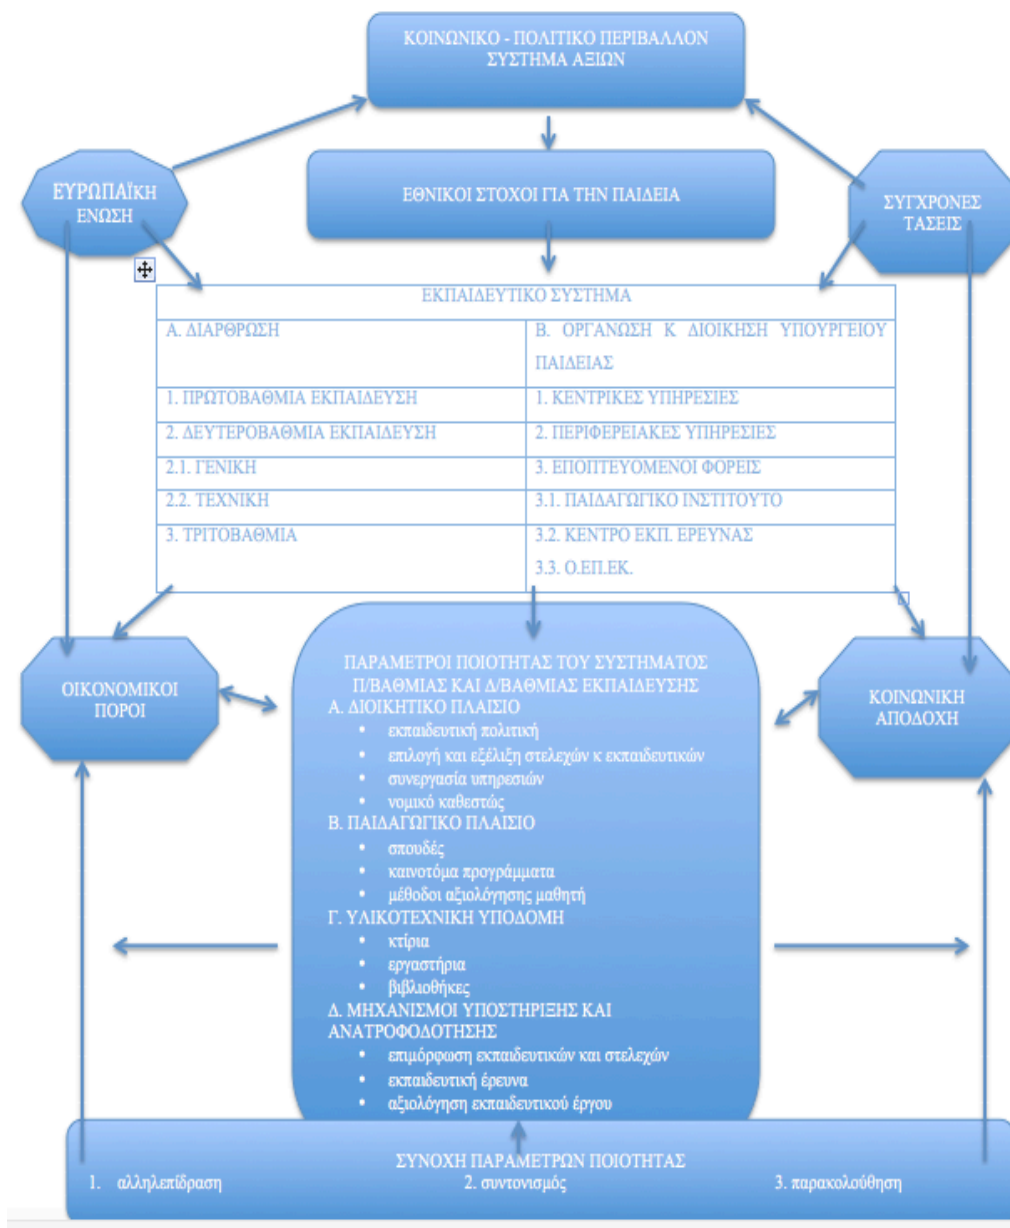 ΚΟΙΝΩΝΙΚΟ - ΠΟΛΙΤΙΚΟ ΠΕΡΙΒΑΛΛΟΝ
ΣΥΣΤΗΜΑ ΑΞΙΩΝ
ΕΥΡΩΠΑΪΚΗ
ΕΝΩΣΗ
ΕΘΝΙΚΟΙ ΣΤΟΧΟΙ ΓΙΑ ΤΗΝ ΠΑΙΔΕΙΑ
ΣΥΓΧΡΟΝΕΣ
ΤΑΣΕΙΣ
ΕΚΠΑΙΔΕΥΤΙΚΟ ΣΥΣΤΗΜΑ
Α. ΔΙΑΡΘΡΩΣΗ
Β. ΟΡΓΑΝΩΣΗ Κ ΔΙΟΙΚΗΣΗ ΥΠΟΥΡΓΕΙΟΥ
ΠΑΙΔΕΙΑΣ
1. ΠΡΩΤΟΒΑΘΜΙΑ ΕΚΠΑΙΔΕΥΣΗ
1. ΚΕΝΤΡΙΚΕΣ ΥΠΗΡΕΣΙΕΣ
2. ΔΕΥΤΕΡΟΒΑΘΜΙΑ ΕΚΠΑΙΔΕΥΣΗ
2. ΠΕΡΙΦΕΡΕΙΑΚΕΣ ΥΠΗΡΕΣΙΕΣ
2.1. ΓΕΝΙΚΗ
3. ΕΠΟΠΤΕΥΟΜΕΝΟΙ ΦΟΡΕΙΣ
2.2. ΤΕΧΝΙΚΗ
3.1. ΠΑΙΔΑΓΩΓΙΚΟ ΙΝΣΤΙΤΟΥΤΟ
3. ΤΡΙΤΟΒΑΘΜΙΑ
3.2. ΚΕΝΤΡΟ ΕΚΠ. ΕΡΕΥΝΑΣ
3.3. Ο.ΕΠ.ΕΚ.
ΟΙΚΟΝΟΜΙΚΟΙ
ΠΟΡΟΙ
ΚΟΙΝΩΝΙΚΗ
ΑΠΟΔΟΧΗ
ΠΑΡΑΜΕΤΡΟΙ ΠΟΙΟΤΗΤΑΣ ΤΟΥ ΣΥΣΤΗΜΑΤΟΣ
Π/ΒΑΘΜΙΑΣ ΚΑΙ Δ/ΒΑΘΜΙΑΣ ΕΚΠΑΙΔΕΥΣΗΣ
Α. ΔΙΟΙΚΗΤΙΚΟ ΠΛΑΙΣΙΟ
• εκπαιδευτική πολιτική
• επιλογή και εξέλιξη στελεχών κ εκπαιδευτικών
• συνεργασία υπηρεσιών
• νομικό καθεστώς
Β. ΠΑΙΔΑΓΩΓΙΚΟ ΠΛΑΙΣΙΟ
• σπουδές
• καινοτόμα προγράμματα
• μέθοδοι αξιολόγησης μαθητή
Γ. ΥΛΙΚΟΤΕΧΝΙΚΗ ΥΠΟΔΟΜΗ
• κτίρια
• εργαστήρια
• βιβλιοθήκες
Δ. ΜΗΧΑΝΙΣΜΟΙ ΥΠΟΣΤΗΡΙΞΗΣ ΚΑΙ
ΑΝΑΤΡΟΦΟΔΟΤΗΣΗΣ
• επιμόρφωση εκπαιδευτικών και στελεχών
• εκπαιδευτική έρευνα
• αξιολόγηση εκπαιδευτικού έργου
ΣΥΝΟΧΗ ΠΑΡΑΜΕΤΡΩΝ ΠΟΙΟΤΗΤΑΣ
1. αλληλεπίδραση 2. συντονισμός 3. παρακολούθηση